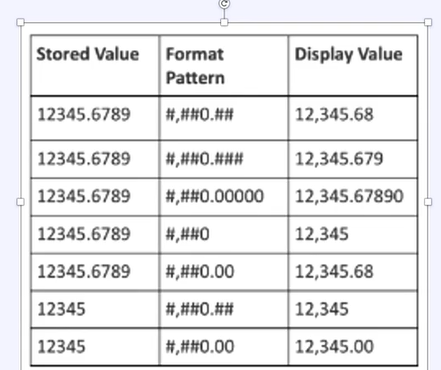 Stored Value Format Pattern Display Value
12345.6789 #,##0.## 12,345.68
12345.6789 #,##0.### 12,345.679
12345.6789 #,##0.00000 12,345.67890
12345.6789 #,##0 12,345
12345.6789 #,##0.00 12,345.68
12345 #,##0.## 12,345
12345 #,##0.00 12,345.00